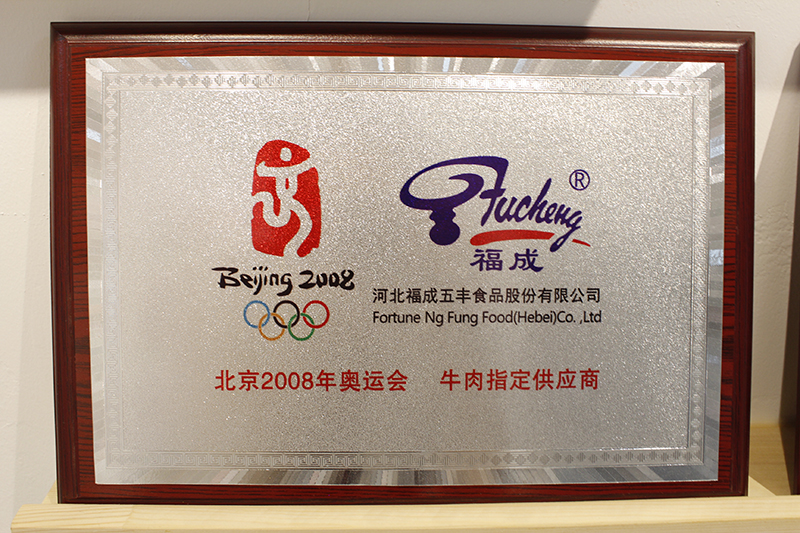 Beijing 2008
Fucheng®
福成
河北福成五丰食品股份有限公司
Fortune Ng Fung Food(Hebei)Co. ,Ltd
北京2008年奥运会 牛肉指定供应商